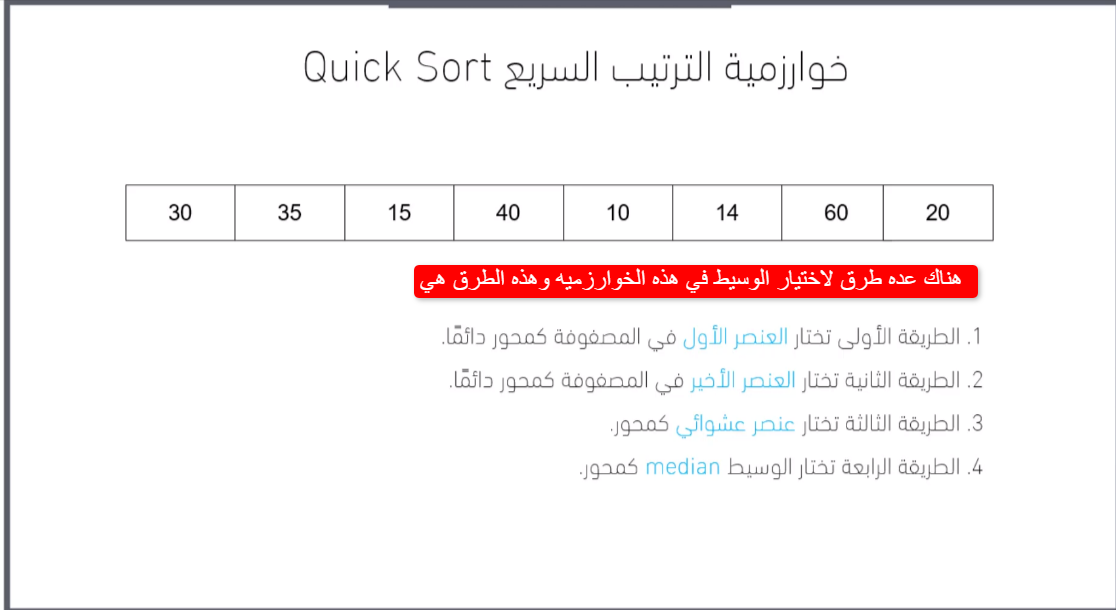 خوارزمية الترتيب السريع Quick Sort
30 35 15 40 10 14 60 20
هناك عده طرق لاختيار الوسيط في هذه الخوارزميه وهذه الطرق هي
1. الطريقة الأولى تختار العنصر الأول في المصفوفة كمحور دائمًا.
2. الطريقة الثانية تختار العنصر الأخير في المصفوفة كمحور دائمًا.
3. الطريقة الثالثة تختار عنصر عشوائي كمحور.
4. الطريقة الرابعة تختار الوسيط median كمحور.